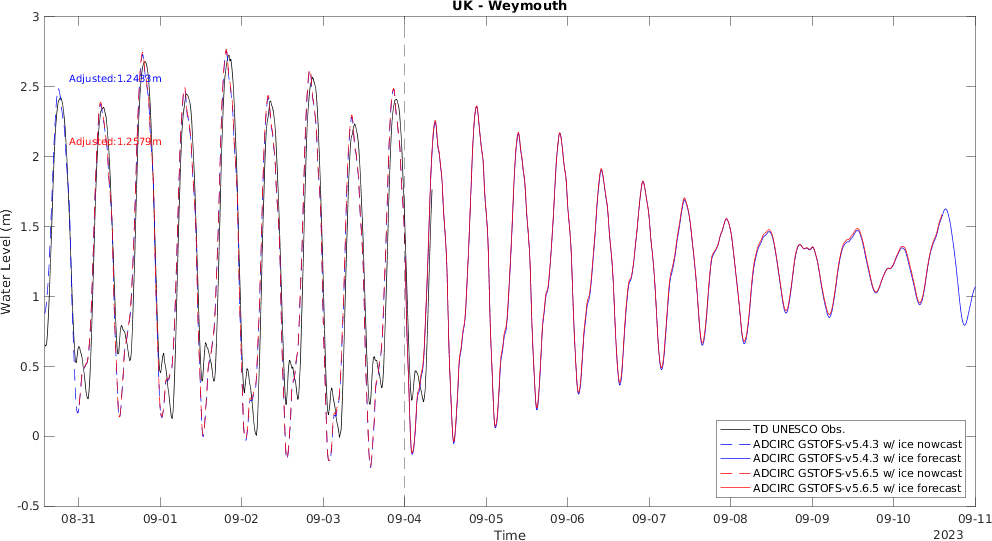 UK - Weymouth
3
2.5
2
1.5
1
0.5
0
-0.5
Water Level (m)
Adjusted:1.2433m
Adjusted:1.2579m
TD UNESCO Obs.
ADCIRC GSTOFS-v5.4.3 w/ ice nowcast
ADCIRC GSTOFS-v5.4.3 w/ ice forecast
ADCIRC GSTOFS-v5.6.5 w/ ice nowcast
ADCIRC GSTOFS-v5.6.5 w/ ice forecast
08-31 09-01 09-02 09-03 09-04 09-05 09-06 09-07 09-08 09-09 09-10 09-11
Time
2023